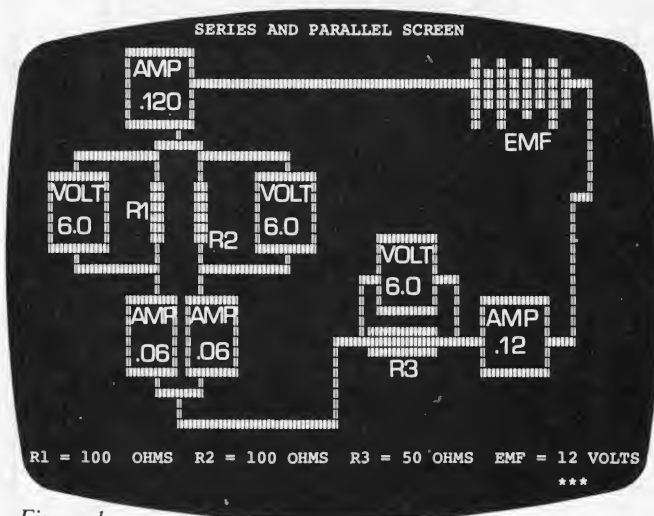 SERIES AND PARALLEL SCREEN
AMP
.120
EMF
VOLT
6.0
R1
R2
VOLT
6.0
VOLT
6.0
AMP
.06
AMP
.06
R3
AMP
.12
R1 = 100 OHMS R2 = 100 OHMS R3 = 50 OHMS EMF = 12 VOLTS
***